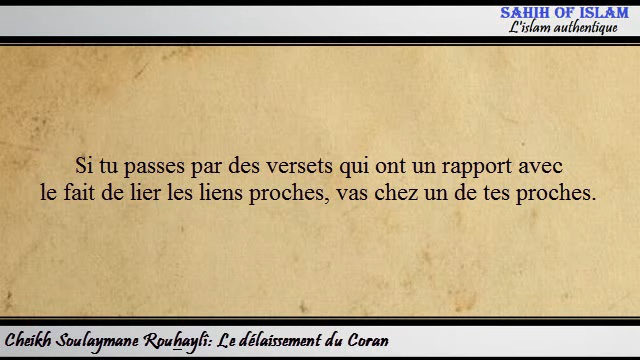 SAHIH OF ISLAM
L'islam authentique
Si tu passes par des versets qui ont un rapport avec
le fait de lier les liens proches, vas chez un de tes proches.
Cheikh Soulaymane Rouhayli: Le délaissement du Coran